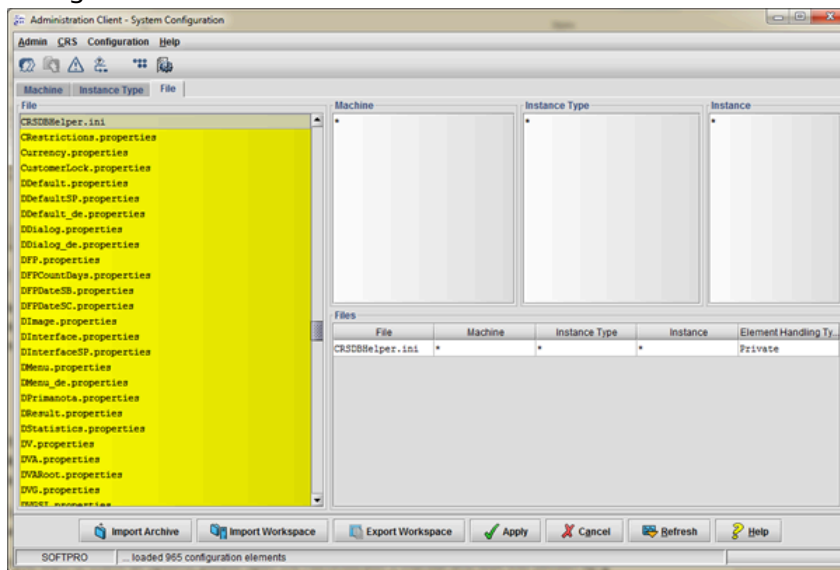 Administration Client - System Configuration
Admin CRS Configuration Help
Machine Instance Type File
File
CRSDBHelper.ini
CRestrictions.properties
Currency.properties
CustomerLock.properties
DDefault.properties
DDefaultSP.properties
DDefault_de.properties
DDialog.properties
DDialog_de.properties
DFP.properties
DFPCountDays.properties
DFPDateSB.properties
DFPDateSC.properties
DImage.properties
DInterface.properties
DInterfaceSP.properties
DMenu.properties
DMenu_de.properties
DPrimanota.properties
DResult.properties
DStatistics.properties
DV.properties
DVA.properties
DVARoot.properties
DVG.properties
Machine
*
Instance Type
*
Instance
*
Files
File Machine Instance Type Instance Element Handling Ty...
CRSDBHelper.ini * * * Private
Import Archive Import Workspace Export Workspace Apply Cancel Refresh Help
SOFTPRO ... loaded 965 configuration elements